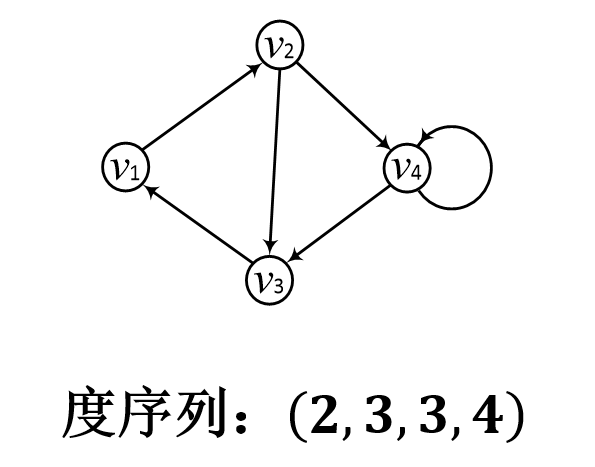 v₂
v₁
v₄
v₃
度序列：(2, 3, 3, 4)